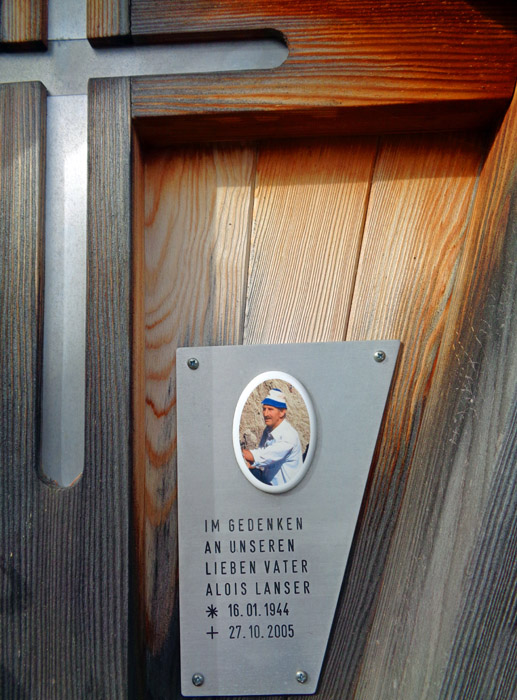 IM GEDENKEN
AN UNSEREN
LIEBEN VATER
ALOIS LANSER
* 16.01.1944
+ 27.10.2005